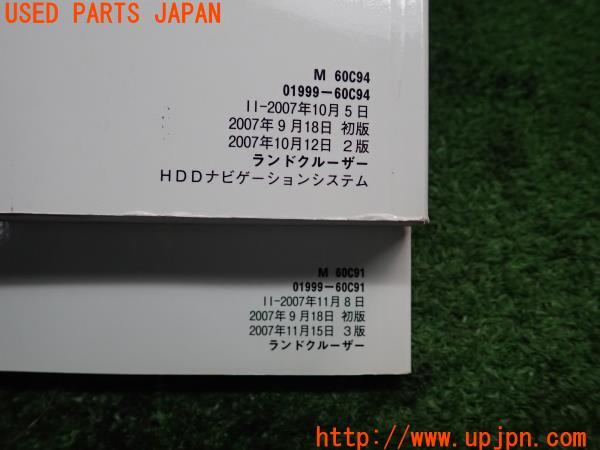 USED PARTS JAPAN
M 60C94
01999-60C94
II-2007年10月5日
2007年9月18日 初版
2007年10月12日 2版
ランドクルーザー
HDDナビゲーションシステム
M 60C91
01999-60C91
II-2007年11月8日
2007年9月18日 初版
2007年11月15日 3版
ランドクルーザー
http://www.upjpn.com